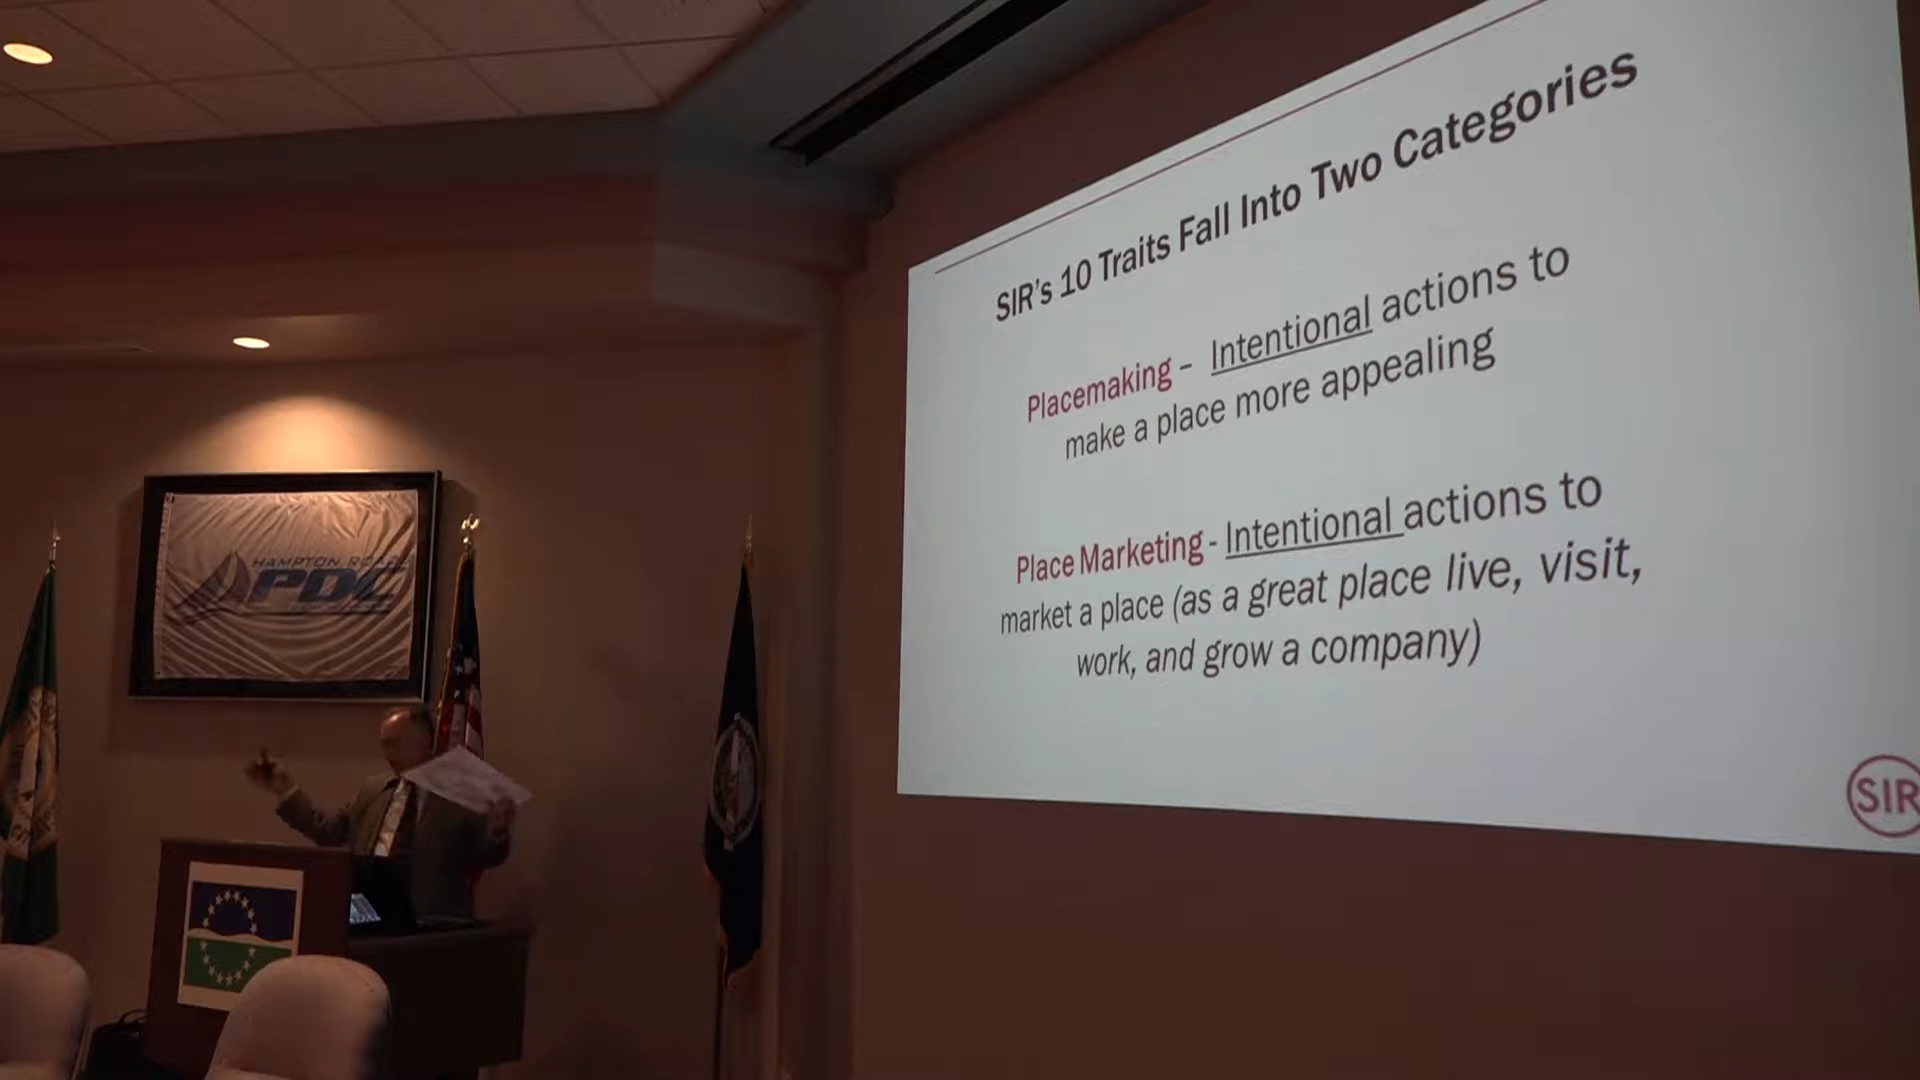 SIR's 10 Traits Fall Into Two Categories
Placemaking – Intentional actions to
make a place more appealing
Place Marketing - Intentional actions to
market a place (as a great place live, visit,
work, and grow a company)
SIR
HAMPTON ROADS
PDC